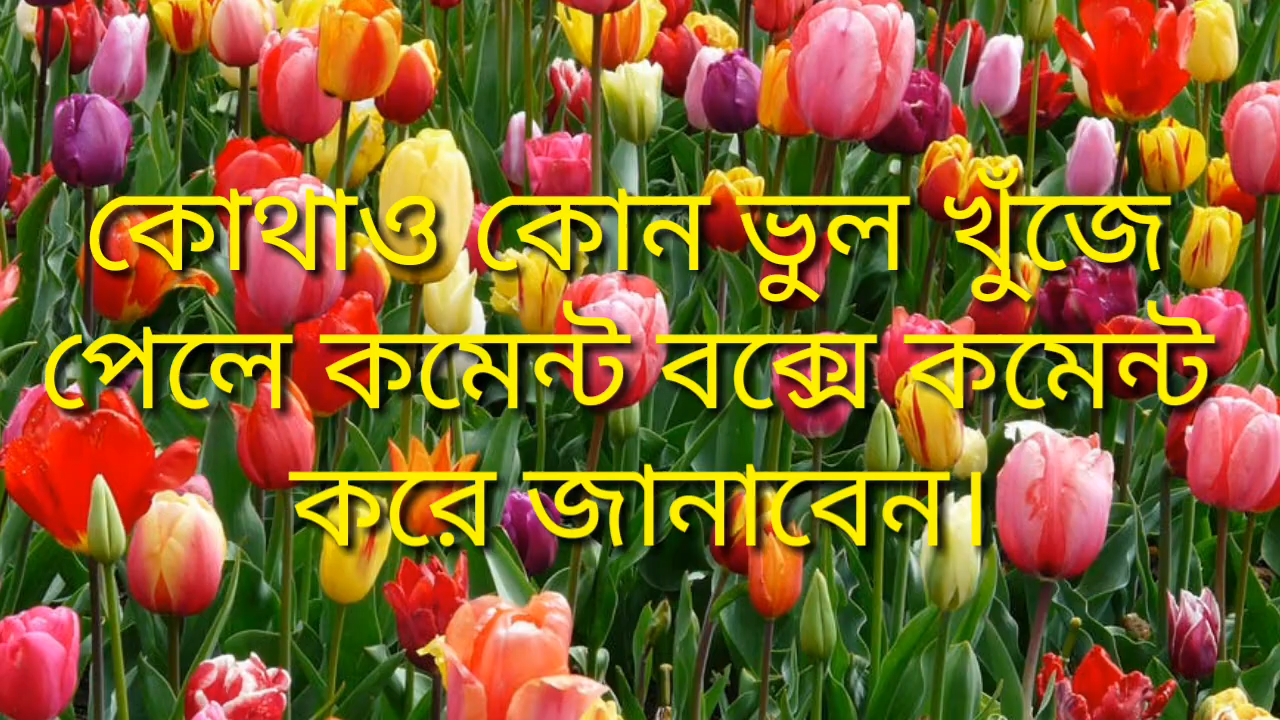 কোথাও কোন ভুল খুঁজে
পেলে কমেন্ট বক্সে কমেন্ট
করে জানাবেন।